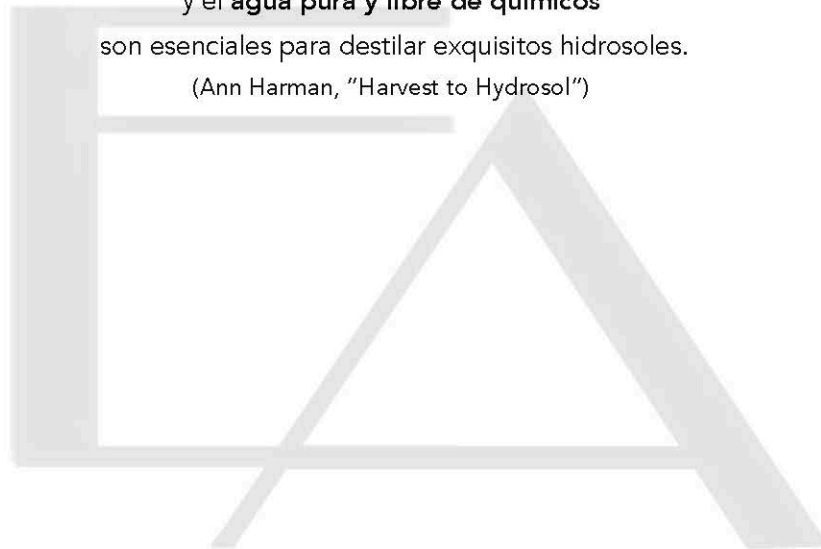 y el agua pura y libre de químicos
son esenciales para destilar exquisitos hidrosoles.
(Ann Harman, "Harvest to Hydrosol")